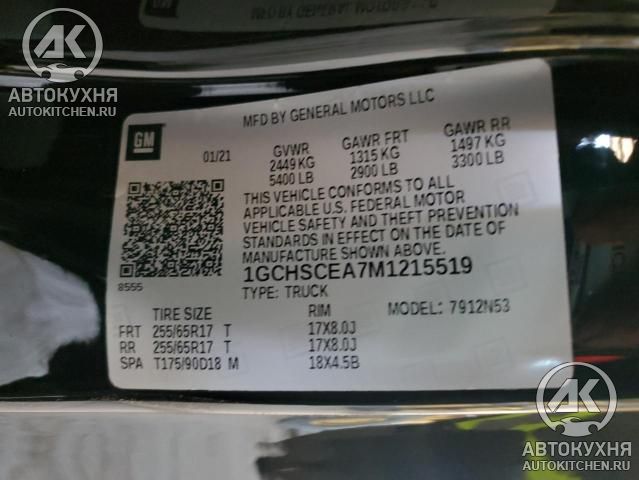 AK
АВТОКУХНЯ
AUTOKITCHEN.RU
GM
MFD BY GENERAL MOTORS LLC
01/21
GVWR GAWR FRT GAWR RR
2449 KG 1315 KG 1497 KG
5400 LB 2900 LB 3300 LB
THIS VEHICLE CONFORMS TO ALL
APPLICABLE U.S. FEDERAL MOTOR
VEHICLE SAFETY AND THEFT PREVENTION
STANDARDS IN EFFECT ON THE DATE OF
MANUFACTURE SHOWN ABOVE.
8555
1GCHSCEA7M1215519
TYPE: TRUCK MODEL: 7912N53
TIRE SIZE RIM
FRT 255/65R17 T 17X8.0J
RR 255/65R17 T 17X8.0J
SPA T175/90D18 M 18X4.5B
AK
АВТОКУХНЯ
AUTOKITCHEN.RU